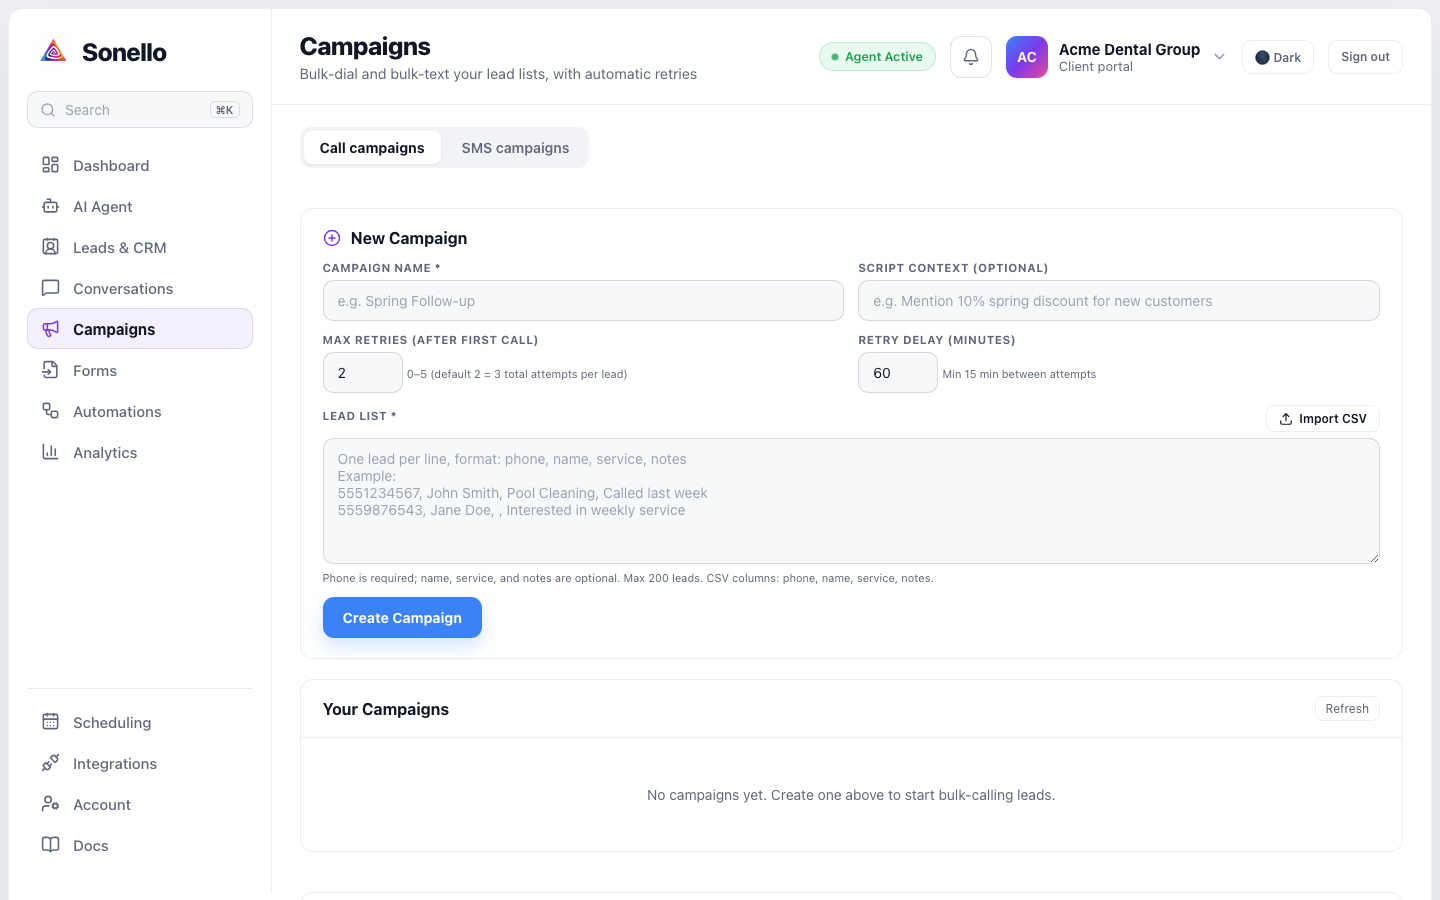 Sonello
Search
⌘K
Dashboard
AI Agent
Leads & CRM
Conversations
Campaigns
Forms
Automations
Analytics
Scheduling
Integrations
Account
Docs
Campaigns
Bulk-dial and bulk-text your lead lists, with automatic retries
Agent Active
AC
Acme Dental Group
Client portal
Dark
Sign out
Call campaigns
SMS campaigns
New Campaign
CAMPAIGN NAME *
e.g. Spring Follow-up
SCRIPT CONTEXT (OPTIONAL)
e.g. Mention 10% spring discount for new customers
MAX RETRIES (AFTER FIRST CALL)
2
0–5 (default 2 = 3 total attempts per lead)
RETRY DELAY (MINUTES)
60
Min 15 min between attempts
LEAD LIST *
Import CSV
One lead per line, format: phone, name, service, notes
Example:
5551234567, John Smith, Pool Cleaning, Called last week
5559876543, Jane Doe, , Interested in weekly service
Phone is required; name, service, and notes are optional. Max 200 leads. CSV columns: phone, name, service, notes.
Create Campaign
Your Campaigns
Refresh
No campaigns yet. Create one above to start bulk-calling leads.